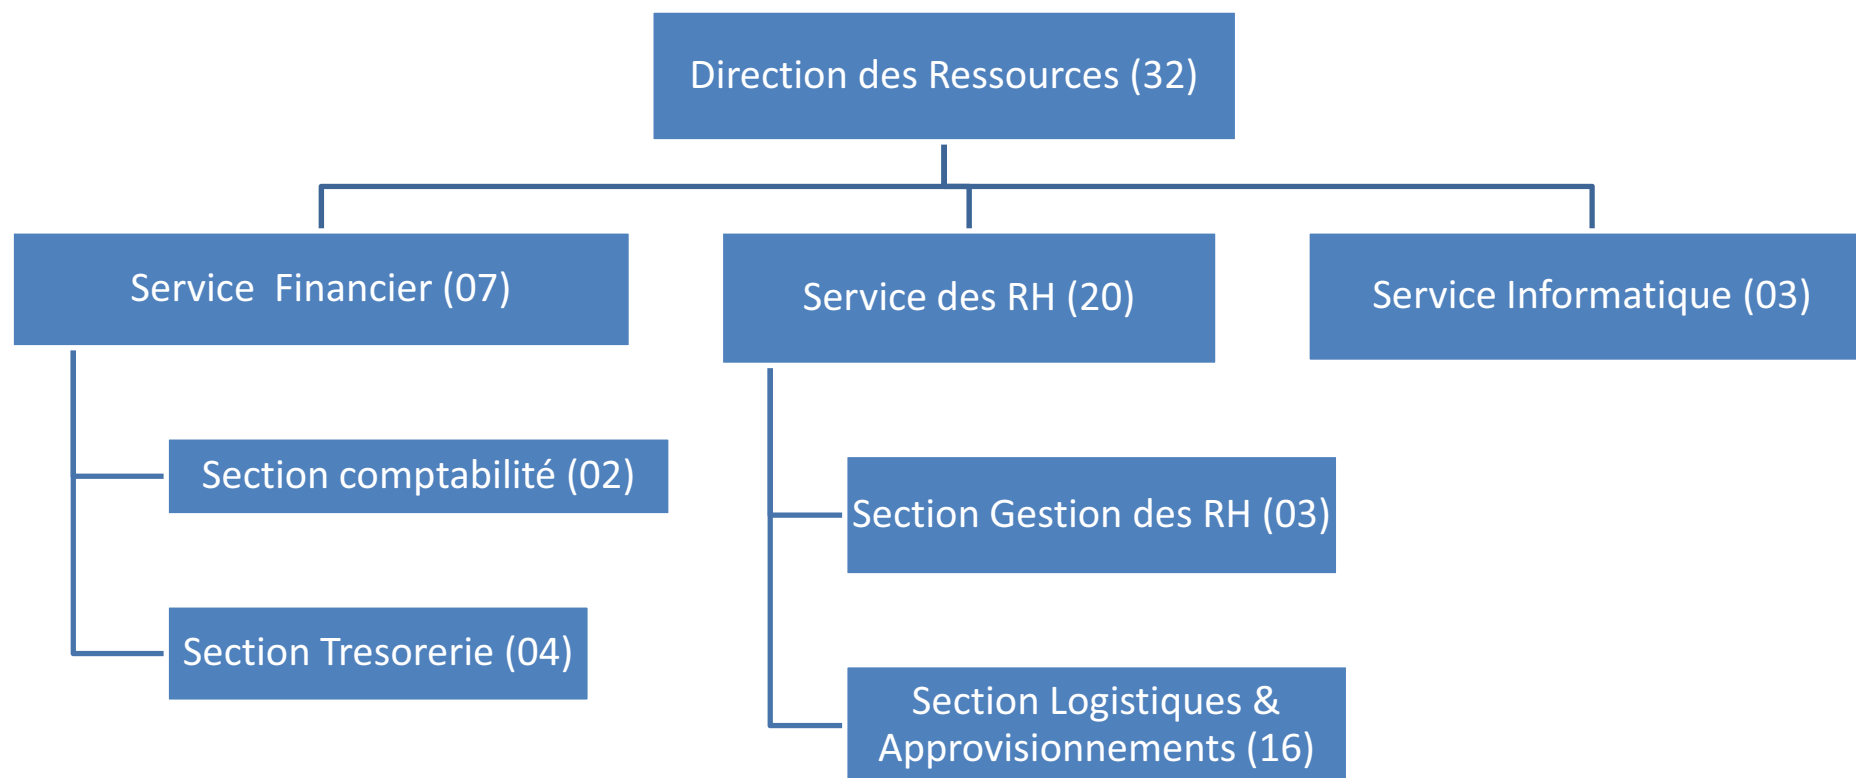 Direction des Ressources (32)
Service  Financier (07)
Service des RH (20)
Service Informatique (03)
Section comptabilité (02)
Section Tresorerie (04)
Section Gestion des RH (03)
Section Logistiques &
Approvisionnements (16)